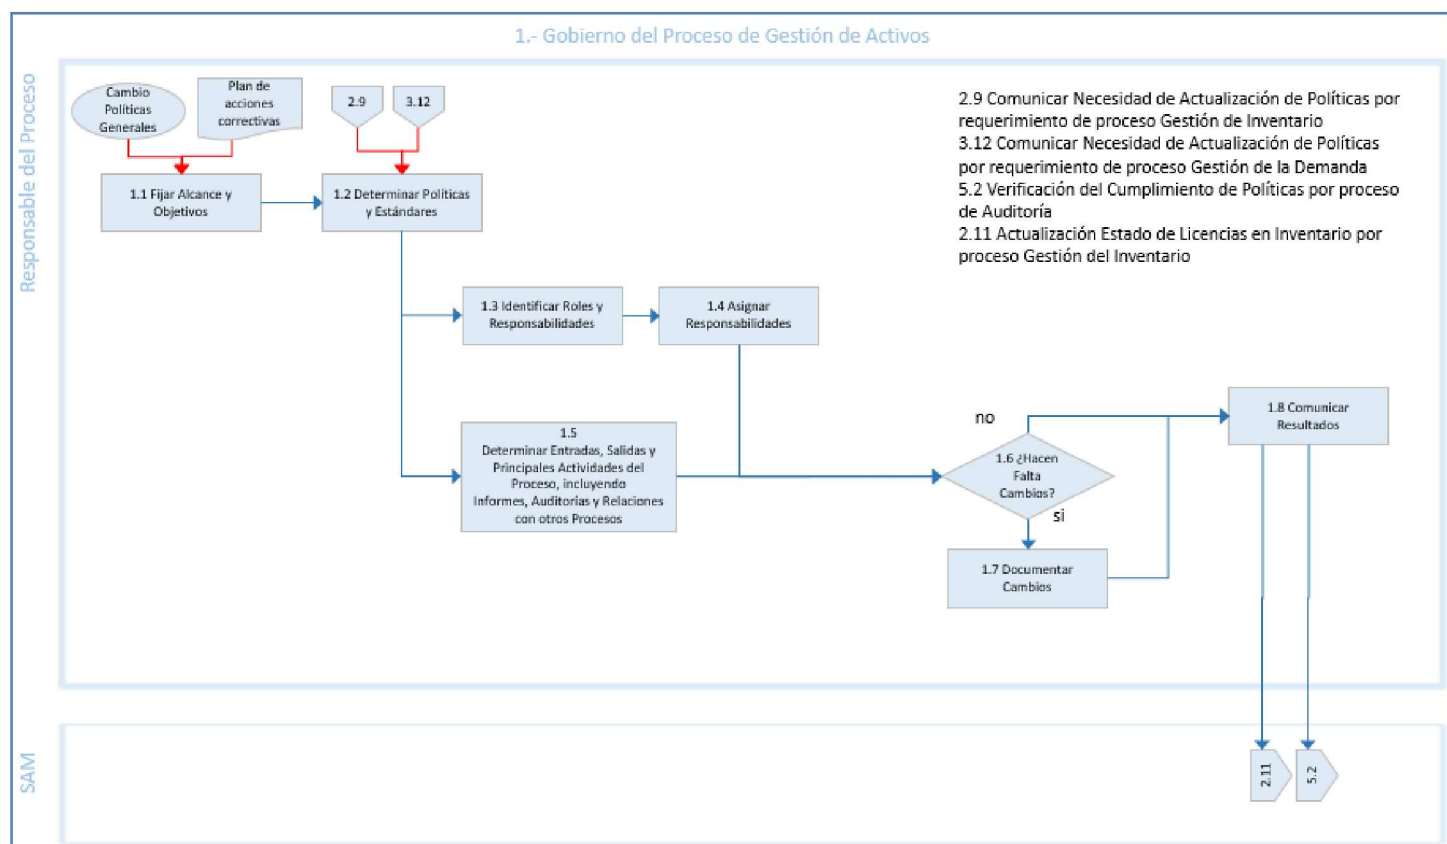 1.- Gobierno del Proceso de Gestión de Activos
Responsable del Proceso
Cambio
Políticas
Generales
Plan de
acciones
correctivas
2.9
3.12
2.9 Comunicar Necesidad de Actualización de Políticas por
requerimiento de proceso Gestión de Inventario
3.12 Comunicar Necesidad de Actualización de Políticas
por requerimiento de proceso Gestión de la Demanda
5.2 Verificación del Cumplimiento de Políticas por proceso
de Auditoría
2.11 Actualización Estado de Licencias en Inventario por
proceso Gestión del Inventario
1.1 Fijar Alcance y
Objetivos
1.2 Determinar Políticas
y Estándares
1.3 Identificar Roles y
Responsabilidades
1.4 Asignar
Responsabilidades
1.5
Determinar Entradas, Salidas y
Principales Actividades del
Proceso, incluyendo
Informes, Auditorías y Relaciones
con otros Procesos
no
1.6 ¿Hacen
Falta
Cambios?
si
1.7 Documentar
Cambios
1.8 Comunicar
Resultados
SAM
2.11
5.2